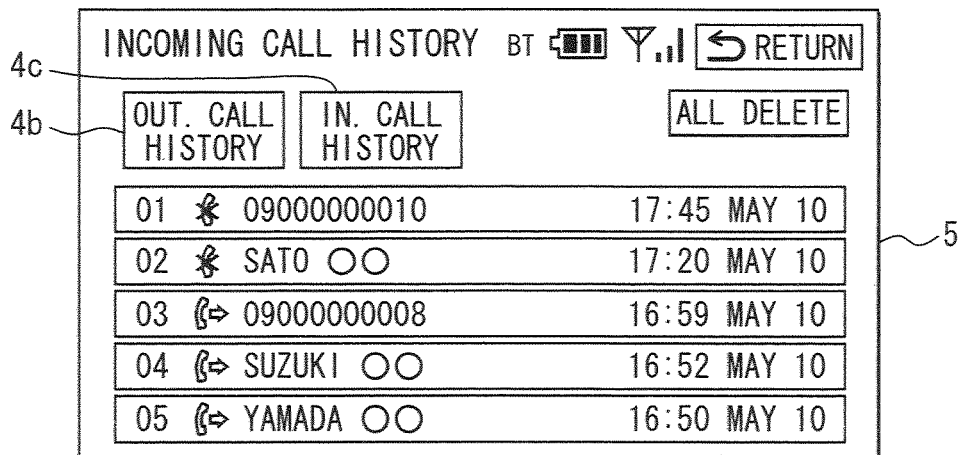 INCOMING CALL HISTORY BT RETURN
4c
4b
OUT. CALL HISTORY
IN. CALL HISTORY
ALL DELETE
01 09000000010 17:45 MAY 10
02 SATO ○○ 17:20 MAY 10
5
03 09000000008 16:59 MAY 10
04 SUZUKI ○○ 16:52 MAY 10
05 YAMADA ○○ 16:50 MAY 10